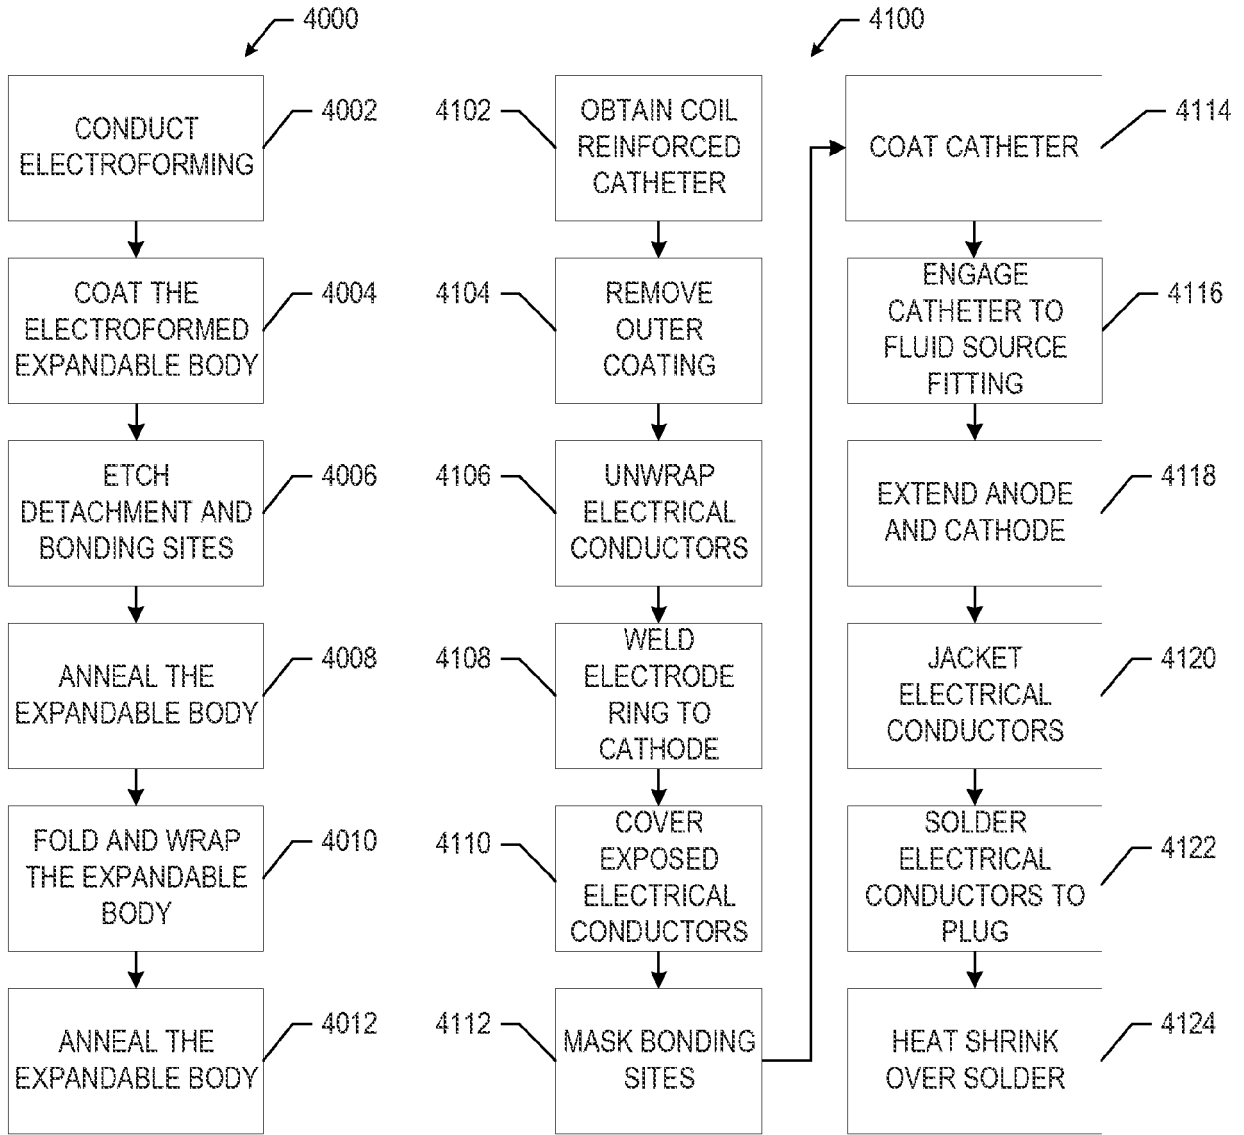 4000
CONDUCT
ELECTROFORMING
4002
COAT THE
ELECTROFORMED
EXPANDABLE BODY
4004
ETCH
DETACHMENT AND
BONDING SITES
4006
ANNEAL THE
EXPANDABLE BODY
4008
FOLD AND WRAP
THE EXPANDABLE
BODY
4010
ANNEAL THE
EXPANDABLE BODY
4012
4100
4102
OBTAIN COIL
REINFORCED
CATHETER
4104
REMOVE
OUTER
COATING
4106
UNWRAP
ELECTRICAL
CONDUCTORS
4108
WELD
ELECTRODE
RING TO
CATHODE
4110
COVER
EXPOSED
ELECTRICAL
CONDUCTORS
4112
MASK BONDING
SITES
COAT CATHETER
4114
ENGAGE
CATHETER TO
FLUID SOURCE
FITTING
4116
EXTEND ANODE
AND CATHODE
4118
JACKET
ELECTRICAL
CONDUCTORS
4120
SOLDER
ELECTRICAL
CONDUCTORS TO
PLUG
4122
HEAT SHRINK
OVER SOLDER
4124